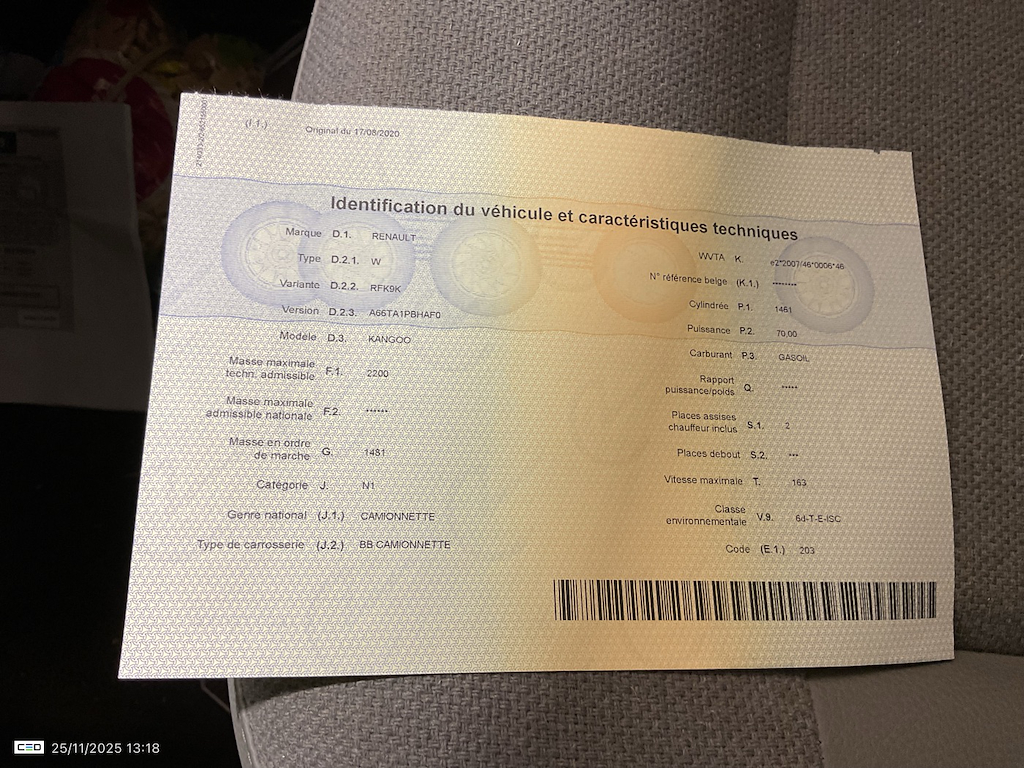 (I.1.) Original du 17/08/2020
Identification du véhicule et caractéristiques techniques
Marque D.1. RENAULT
Type D.2.1. W
Variante D.2.2. RFK9K
Version D.2.3. A66TA1PBHAF0
Modèle D.3. KANGOO
Masse maximale
techn. admissible F.1. 2200
Masse maximale
admissible nationale F.2. ******
Masse en ordre
de marche G. 1481
Catégorie J. N1
Genre national (J.1.) CAMIONNETTE
Type de carrosserie (J.2.) BB CAMIONNETTE
WVTA K. e2*2007/46*0006*46-
N° référence belge (K.1.) ********
Cylindrée P.1. 1461
Puissance P.2. 70,00
Carburant P.3. GASOIL
Rapport
puissance/poids Q. *****
Places assises
chauffeur inclus S.1. 2
Places debout S.2. ***
Vitesse maximale T. 163
Classe
environnementale V.9. 6d-T-E-ISC
Code (E.1.) 203
CEO 25/11/2025 13:18